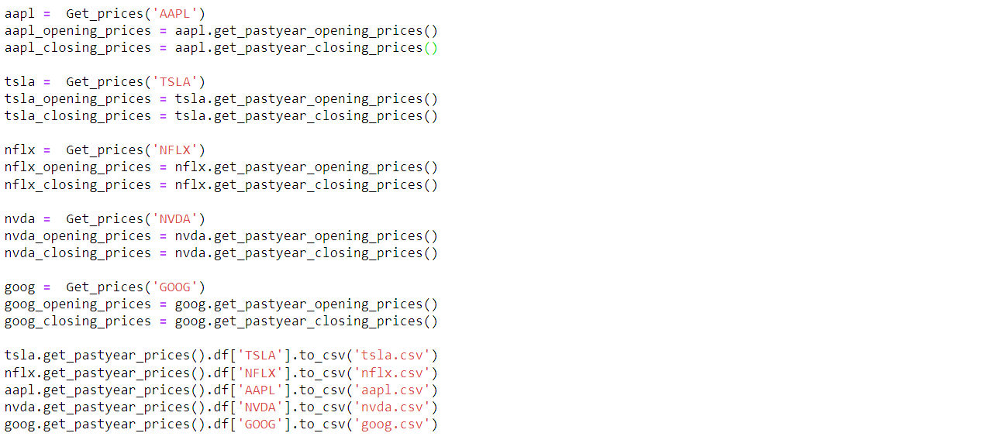 aapl =  Get_prices('AAPL')
aapl_opening_prices = aapl.get_pastyear_opening_prices()
aapl_closing_prices = aapl.get_pastyear_closing_prices()

tsla =  Get_prices('TSLA')
tsla_opening_prices = tsla.get_pastyear_opening_prices()
tsla_closing_prices = tsla.get_pastyear_closing_prices()

nflx =  Get_prices('NFLX')
nflx_opening_prices = nflx.get_pastyear_opening_prices()
nflx_closing_prices = nflx.get_pastyear_closing_prices()

nvda =  Get_prices('NVDA')
nvda_opening_prices = nvda.get_pastyear_opening_prices()
nvda_closing_prices = nvda.get_pastyear_closing_prices()

goog =  Get_prices('GOOG')
goog_opening_prices = goog.get_pastyear_opening_prices()
goog_closing_prices = goog.get_pastyear_closing_prices()

tsla.get_pastyear_prices().df['TSLA'].to_csv('tsla.csv')
nflx.get_pastyear_prices().df['NFLX'].to_csv('nflx.csv')
aapl.get_pastyear_prices().df['AAPL'].to_csv('aapl.csv')
nvda.get_pastyear_prices().df['NVDA'].to_csv('nvda.csv')
goog.get_pastyear_prices().df['GOOG'].to_csv('goog.csv')